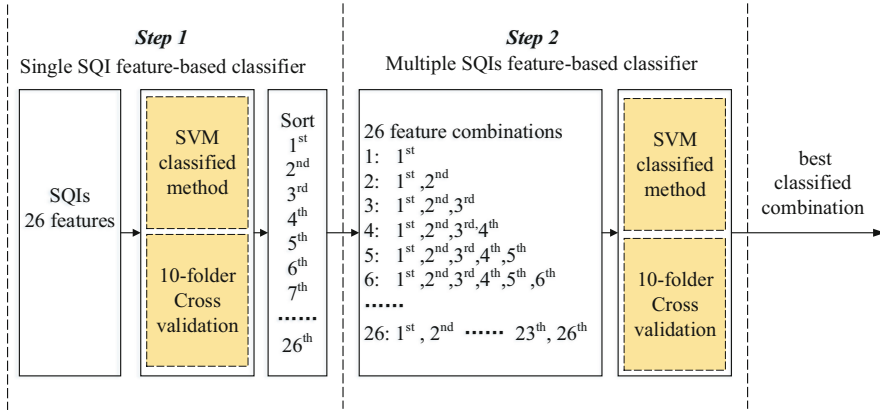 Step 1
Single SQI feature-based classifier
SQIs
26 features
SVM
classified
method
10-folder
Cross
validation
Sort
1st
2nd
3rd
4th
5th
6th
7th
······
26th
Step 2
Multiple SQIs feature-based classifier
26 feature combinations
1: 1st
2: 1st ,2nd
3: 1st ,2nd,3rd
4: 1st ,2nd,3rd,4th
5: 1st ,2nd,3rd,4th,5th
6: 1st ,2nd,3rd,4th,5th ,6th
······
26: 1st , 2nd ······ 23th, 26th
SVM
classified
method
10-folder
Cross
validation
best
classified
combination